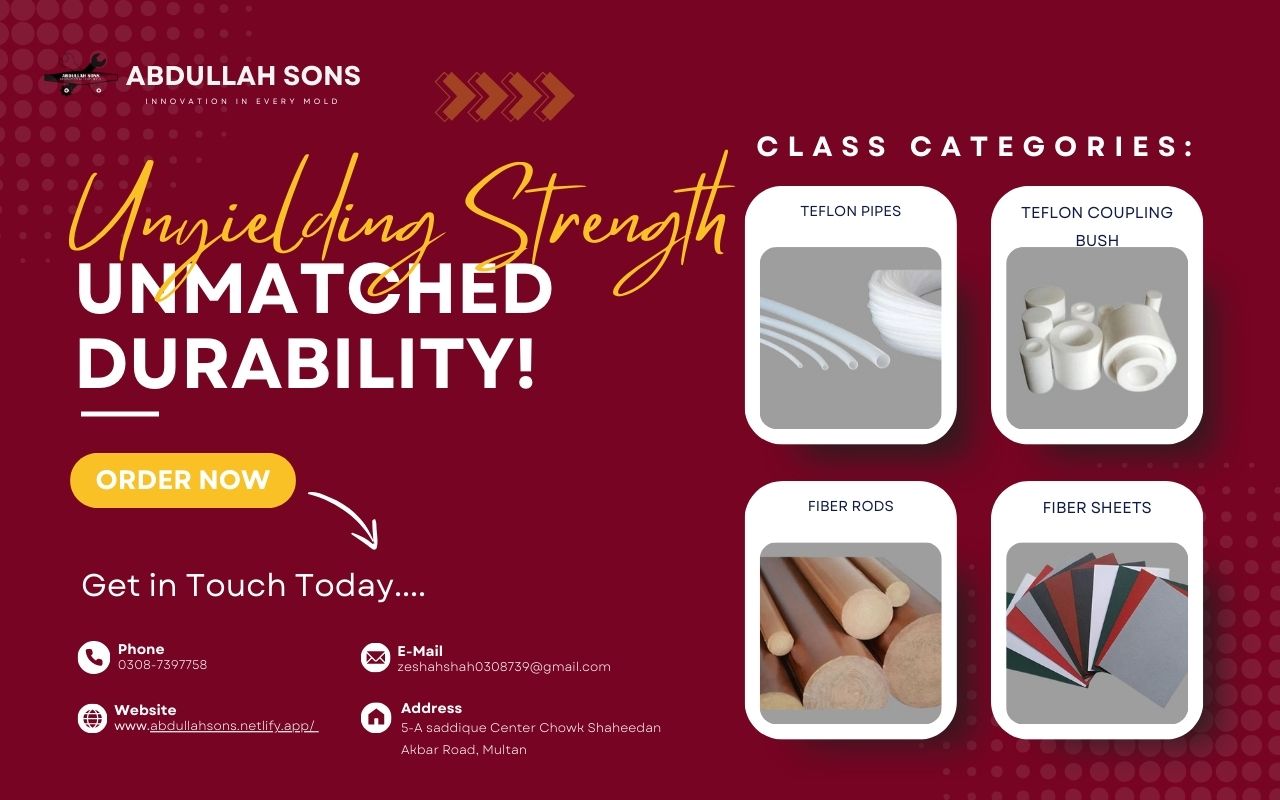 ABDULLAH SONS
ABDULLAH SONS
INNOVATION IN EVERY MOLD
Unyielding Strength
UNMATCHED
DURABILITY!
ORDER NOW
Get in Touch Today....
Phone
0308-7397758
E-Mail
zeshahshah0308739@gmail.com
Website
www.abdullahsons.netlify.app/
Address
5-A saddique Center Chowk Shaheedan
Akbar Road, Multan
CLASS CATEGORIES:
TEFLON PIPES
TEFLON COUPLING
BUSH
FIBER RODS
FIBER SHEETS